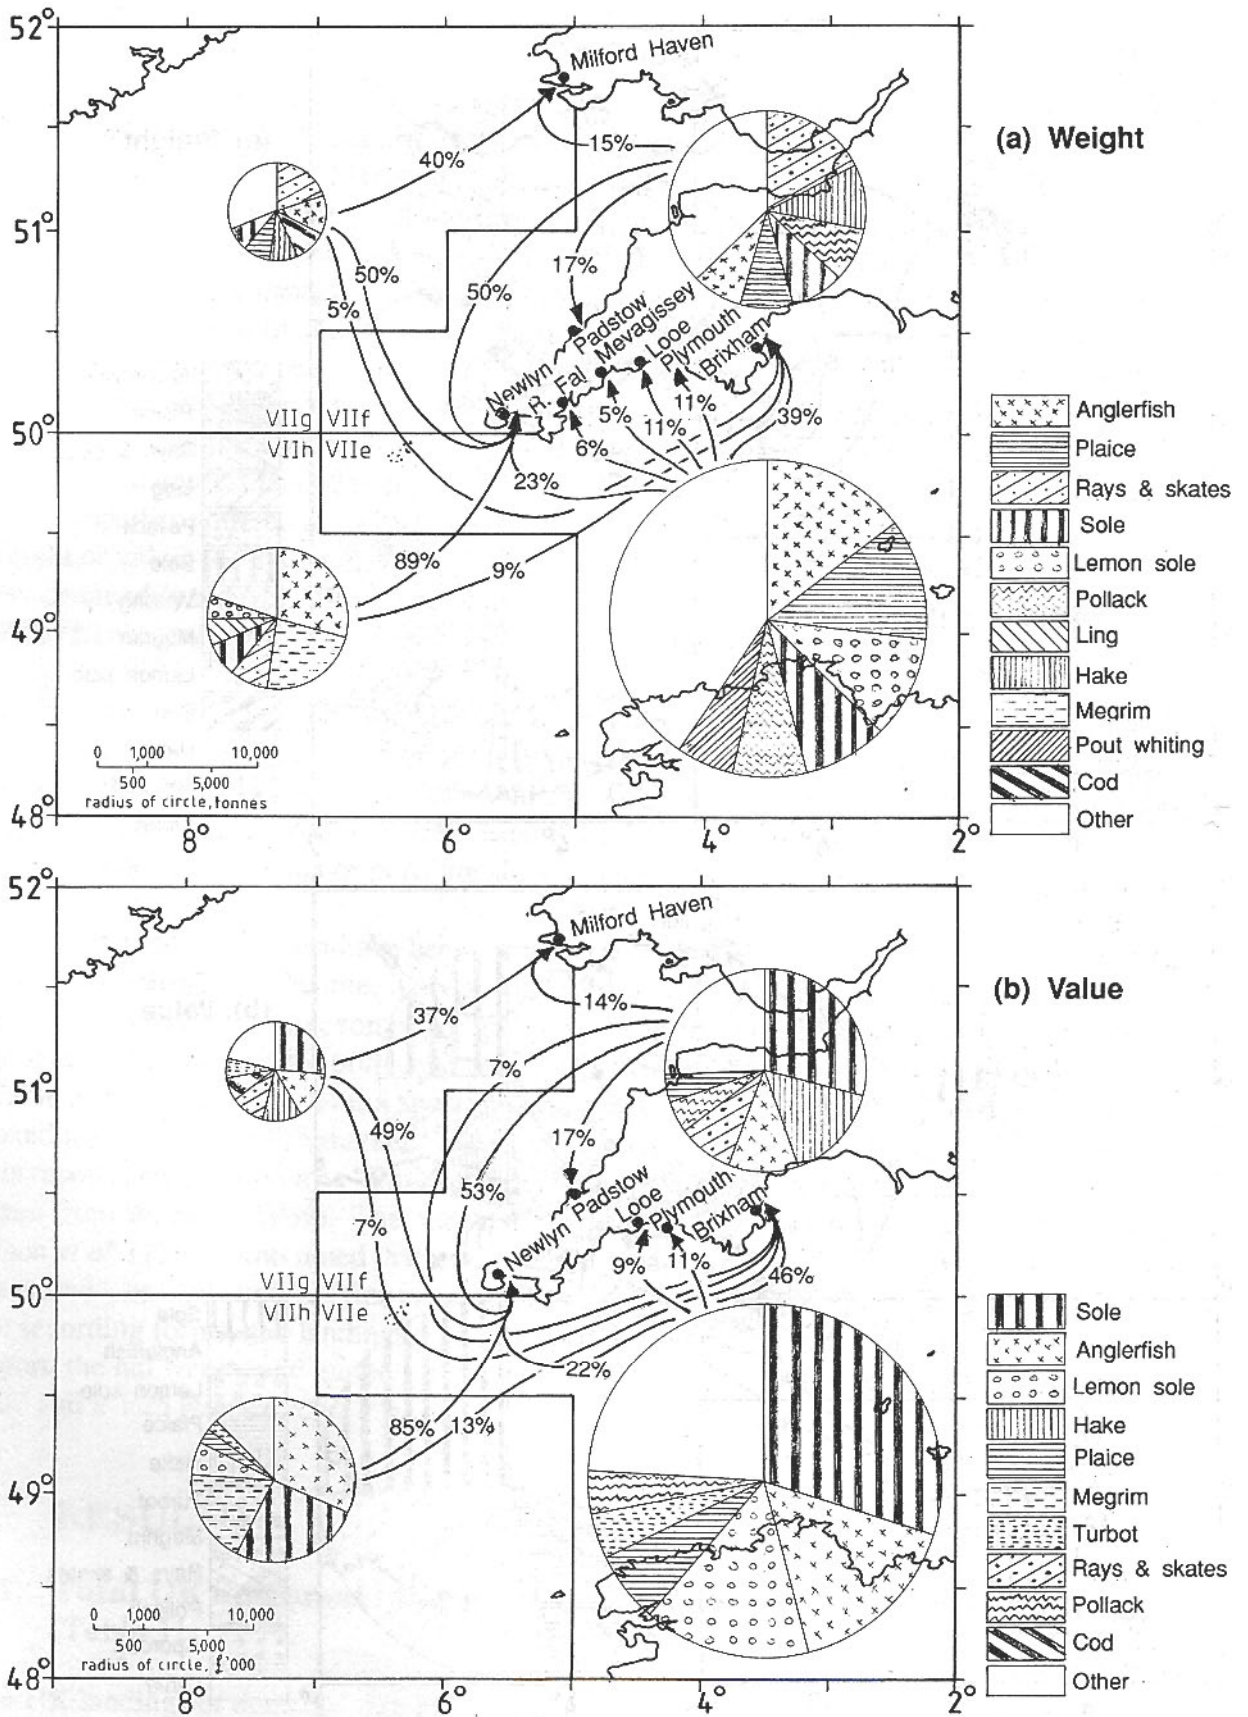 52°
Milford Haven
(a) Weight
15%
40%
51°
50%
5%
50%
17%
Padstow
Mevagissey
Looe
Plymouth
Brixham
Newlyn
R. Fal
5%
11%
11%
39%
6%
23%
VIIg VIIf
50°
VIIh VIIe
89%
9%
49°
0 1,000 10,000
500 5,000
radius of circle, tonnes
48°
8° 6° 4° 2°
Anglerfish
Plaice
Rays & skates
Sole
Lemon sole
Pollack
Ling
Hake
Megrim
Pout whiting
Cod
Other
52°
Milford Haven
(b) Value
14%
37%
7%
51°
49%
17%
53%
7%
Newlyn
Padstow
Looe
Plymouth
Brixham
9%
11%
46%
VIIg VIIf
50°
VIIh VIIe
22%
85%
13%
49°
0 1,000 10,000
500 5,000
radius of circle, £'000
48°
8° 6° 4° 2°
Sole
Anglerfish
Lemon sole
Hake
Plaice
Megrim
Turbot
Rays & skates
Pollack
Cod
Other